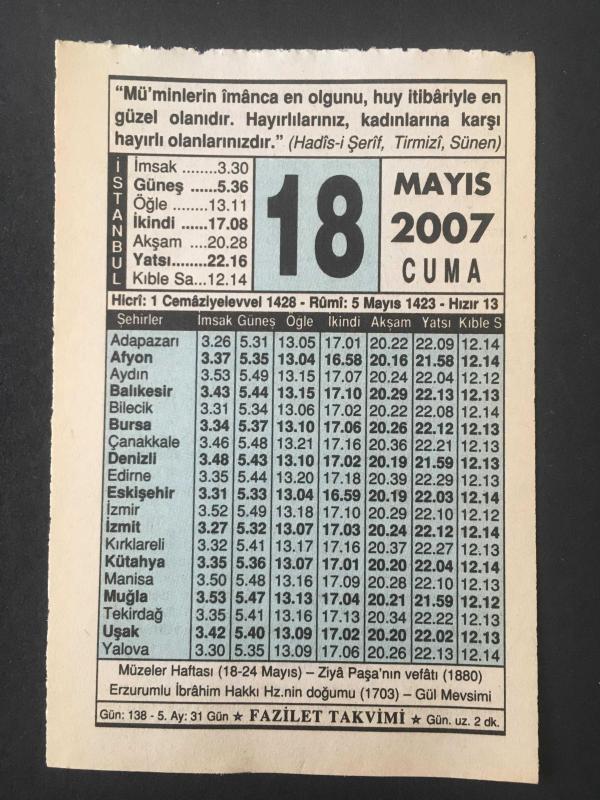 “Mü’minlerin îmânca en olgunu, huy itibâriyle en
güzel olanıdır. Hayırlılarınız, kadınlarına karşı
hayırlı olanlarınızdır.” (Hadîs-i Şerîf, Tirmizî, Sünen)
İSTANBUL
İmsak ........3.30
Güneş ......5.36
Öğle ........13.11
İkindi ......17.08
Akşam ....20.28
Yatsı........22.16
Kıble Sa...12.14
18
MAYIS
2007
CUMA
Hicrî: 1 Cemâziyelevvel 1428 - Rûmî: 5 Mayıs 1423 - Hızır 13
Şehirler İmsak Güneş Öğle İkindi Akşam Yatsı Kıble S
Adapazarı 3.26 5.31 13.05 17.01 20.22 22.09 12.14
Afyon 3.37 5.35 13.04 16.58 20.16 21.58 12.14
Aydın 3.53 5.49 13.15 17.07 20.24 22.04 12.12
Balıkesir 3.43 5.44 13.15 17.10 20.29 22.13 12.13
Bilecik 3.31 5.34 13.06 17.02 20.22 22.08 12.14
Bursa 3.34 5.37 13.10 17.06 20.26 22.12 12.13
Çanakkale 3.46 5.48 13.21 17.16 20.36 22.21 12.13
Denizli 3.48 5.43 13.10 17.02 20.19 21.59 12.13
Edirne 3.35 5.44 13.20 17.18 20.39 22.29 12.13
Eskişehir 3.31 5.33 13.04 16.59 20.19 22.03 12.14
İzmir 3.52 5.49 13.18 17.10 20.29 22.10 12.12
İzmit 3.27 5.32 13.07 17.03 20.24 22.12 12.14
Kırklareli 3.32 5.41 13.17 17.16 20.37 22.27 12.13
Kütahya 3.35 5.36 13.07 17.01 20.20 22.04 12.14
Manisa 3.50 5.48 13.16 17.09 20.28 22.10 12.13
Muğla 3.53 5.47 13.13 17.04 20.21 21.59 12.12
Tekirdağ 3.35 5.41 13.16 17.13 20.34 22.22 12.13
Uşak 3.42 5.40 13.09 17.02 20.20 22.02 12.13
Yalova 3.30 5.35 13.09 17.06 20.26 22.13 12.14
Müzeler Haftası (18-24 Mayıs) – Ziyâ Paşa’nın vefâtı (1880)
Erzurumlu İbrâhim Hakkı Hz.nin doğumu (1703) – Gül Mevsimi
Gün: 138 - 5. Ay: 31 Gün ★ FAZİLET TAKVİMİ ★ Gün. uz. 2 dk.